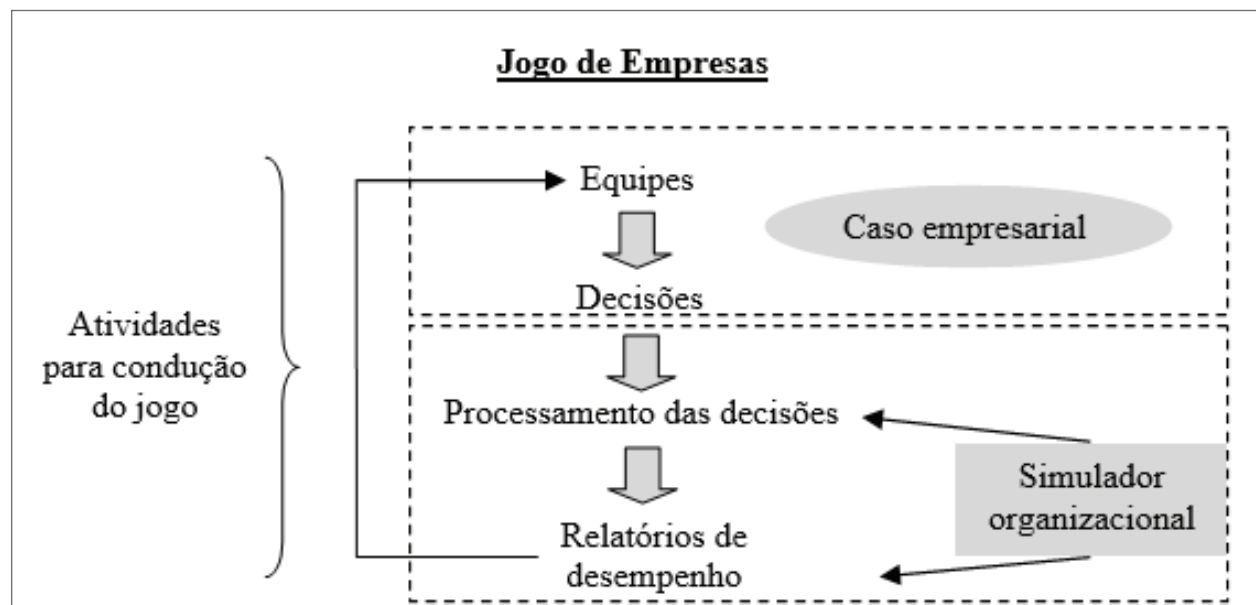 Jogo de Empresas
Equipes
Caso empresarial
Decisões
Atividades
para condução
do jogo
Processamento das decisões
Simulador
organizacional
Relatórios de
desempenho